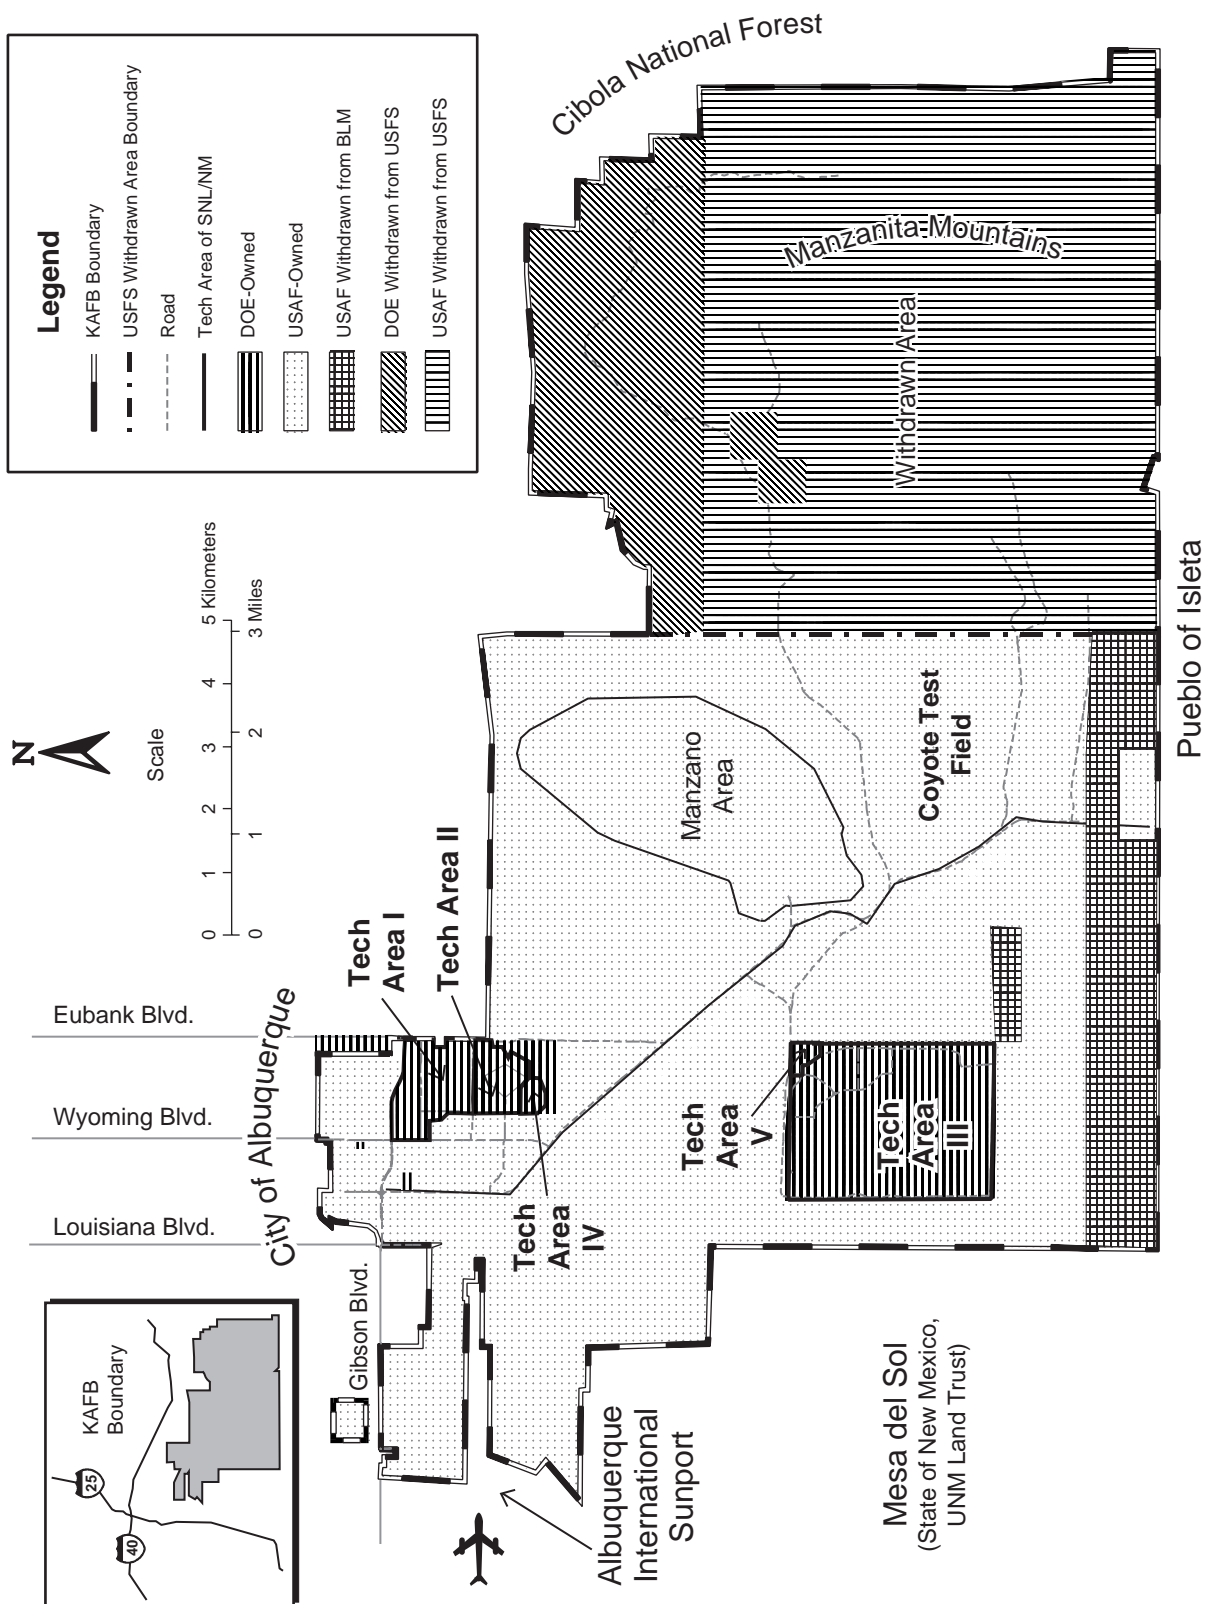 KAFB
Boundary
25
40
Louisiana Blvd.
Wyoming Blvd.
Eubank Blvd.
City of Albuquerque
Gibson Blvd.
N
Scale
0 1 2 3 4 5 Kilometers
0 1 2 3 Miles
Legend
KAFB Boundary
USFS Withdrawn Area Boundary
Road
Tech Area of SNL/NM
DOE-Owned
USAF-Owned
USAF Withdrawn from BLM
DOE Withdrawn from USFS
USAF Withdrawn from USFS
Cibola National Forest
Tech
Area I
Tech Area II
Tech
Area
IV
Albuquerque
International
Sunport
Manzano
Area
Tech
Area
V
Tech
Area
III
Coyote Test
Field
Manzanita Mountains
Withdrawn Area
Mesa del Sol
(State of New Mexico,
UNM Land Trust)
Pueblo of Isleta